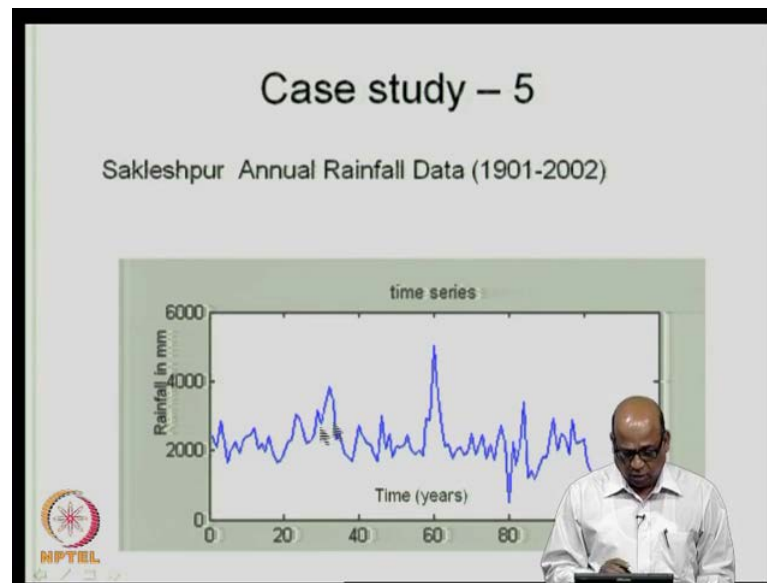 Case study – 5
Sakleshpur Annual Rainfall Data (1901-2002)
time series
6000
4000
2000
0
Rainfall in mm
Time (years)
0 20 40 60 80
NPTEL